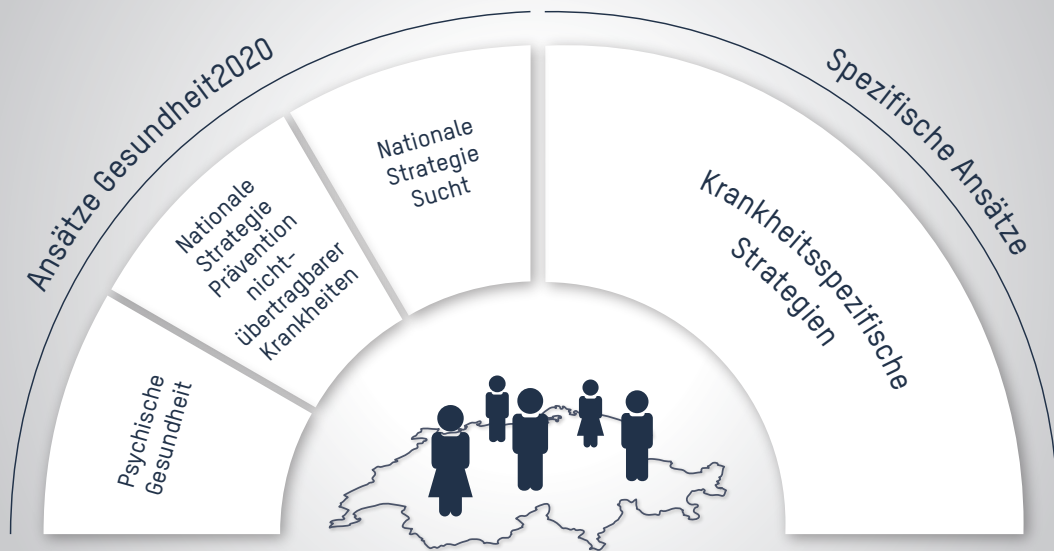 Ansätze Gesundheit2020
Spezifische Ansätze
Psychische
Gesundheit
Nationale
Strategie
Prävention
nicht-
übertragbarer
Krankheiten
Nationale
Strategie
Sucht
Krankheitsspezifische
Strategien